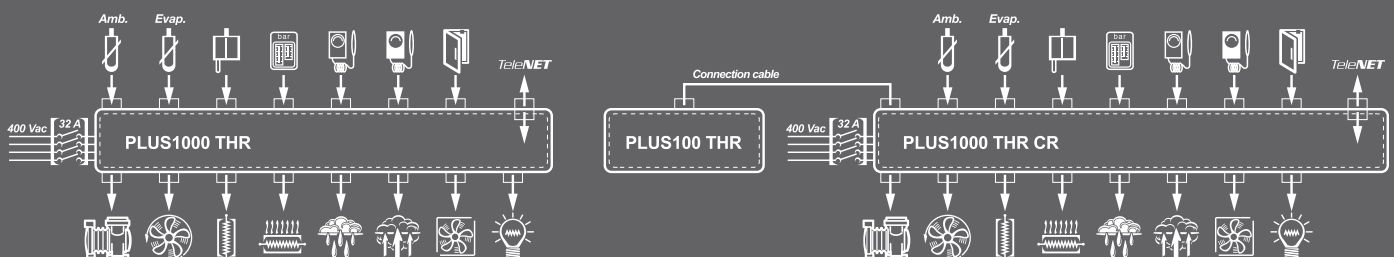 Amb. Evap.
bar
TeleNET
400 Vac 32 A
PLUS1000 THR
Connection cable
PLUS100 THR
Amb. Evap.
bar
TeleNET
400 Vac 32 A
PLUS1000 THR CR